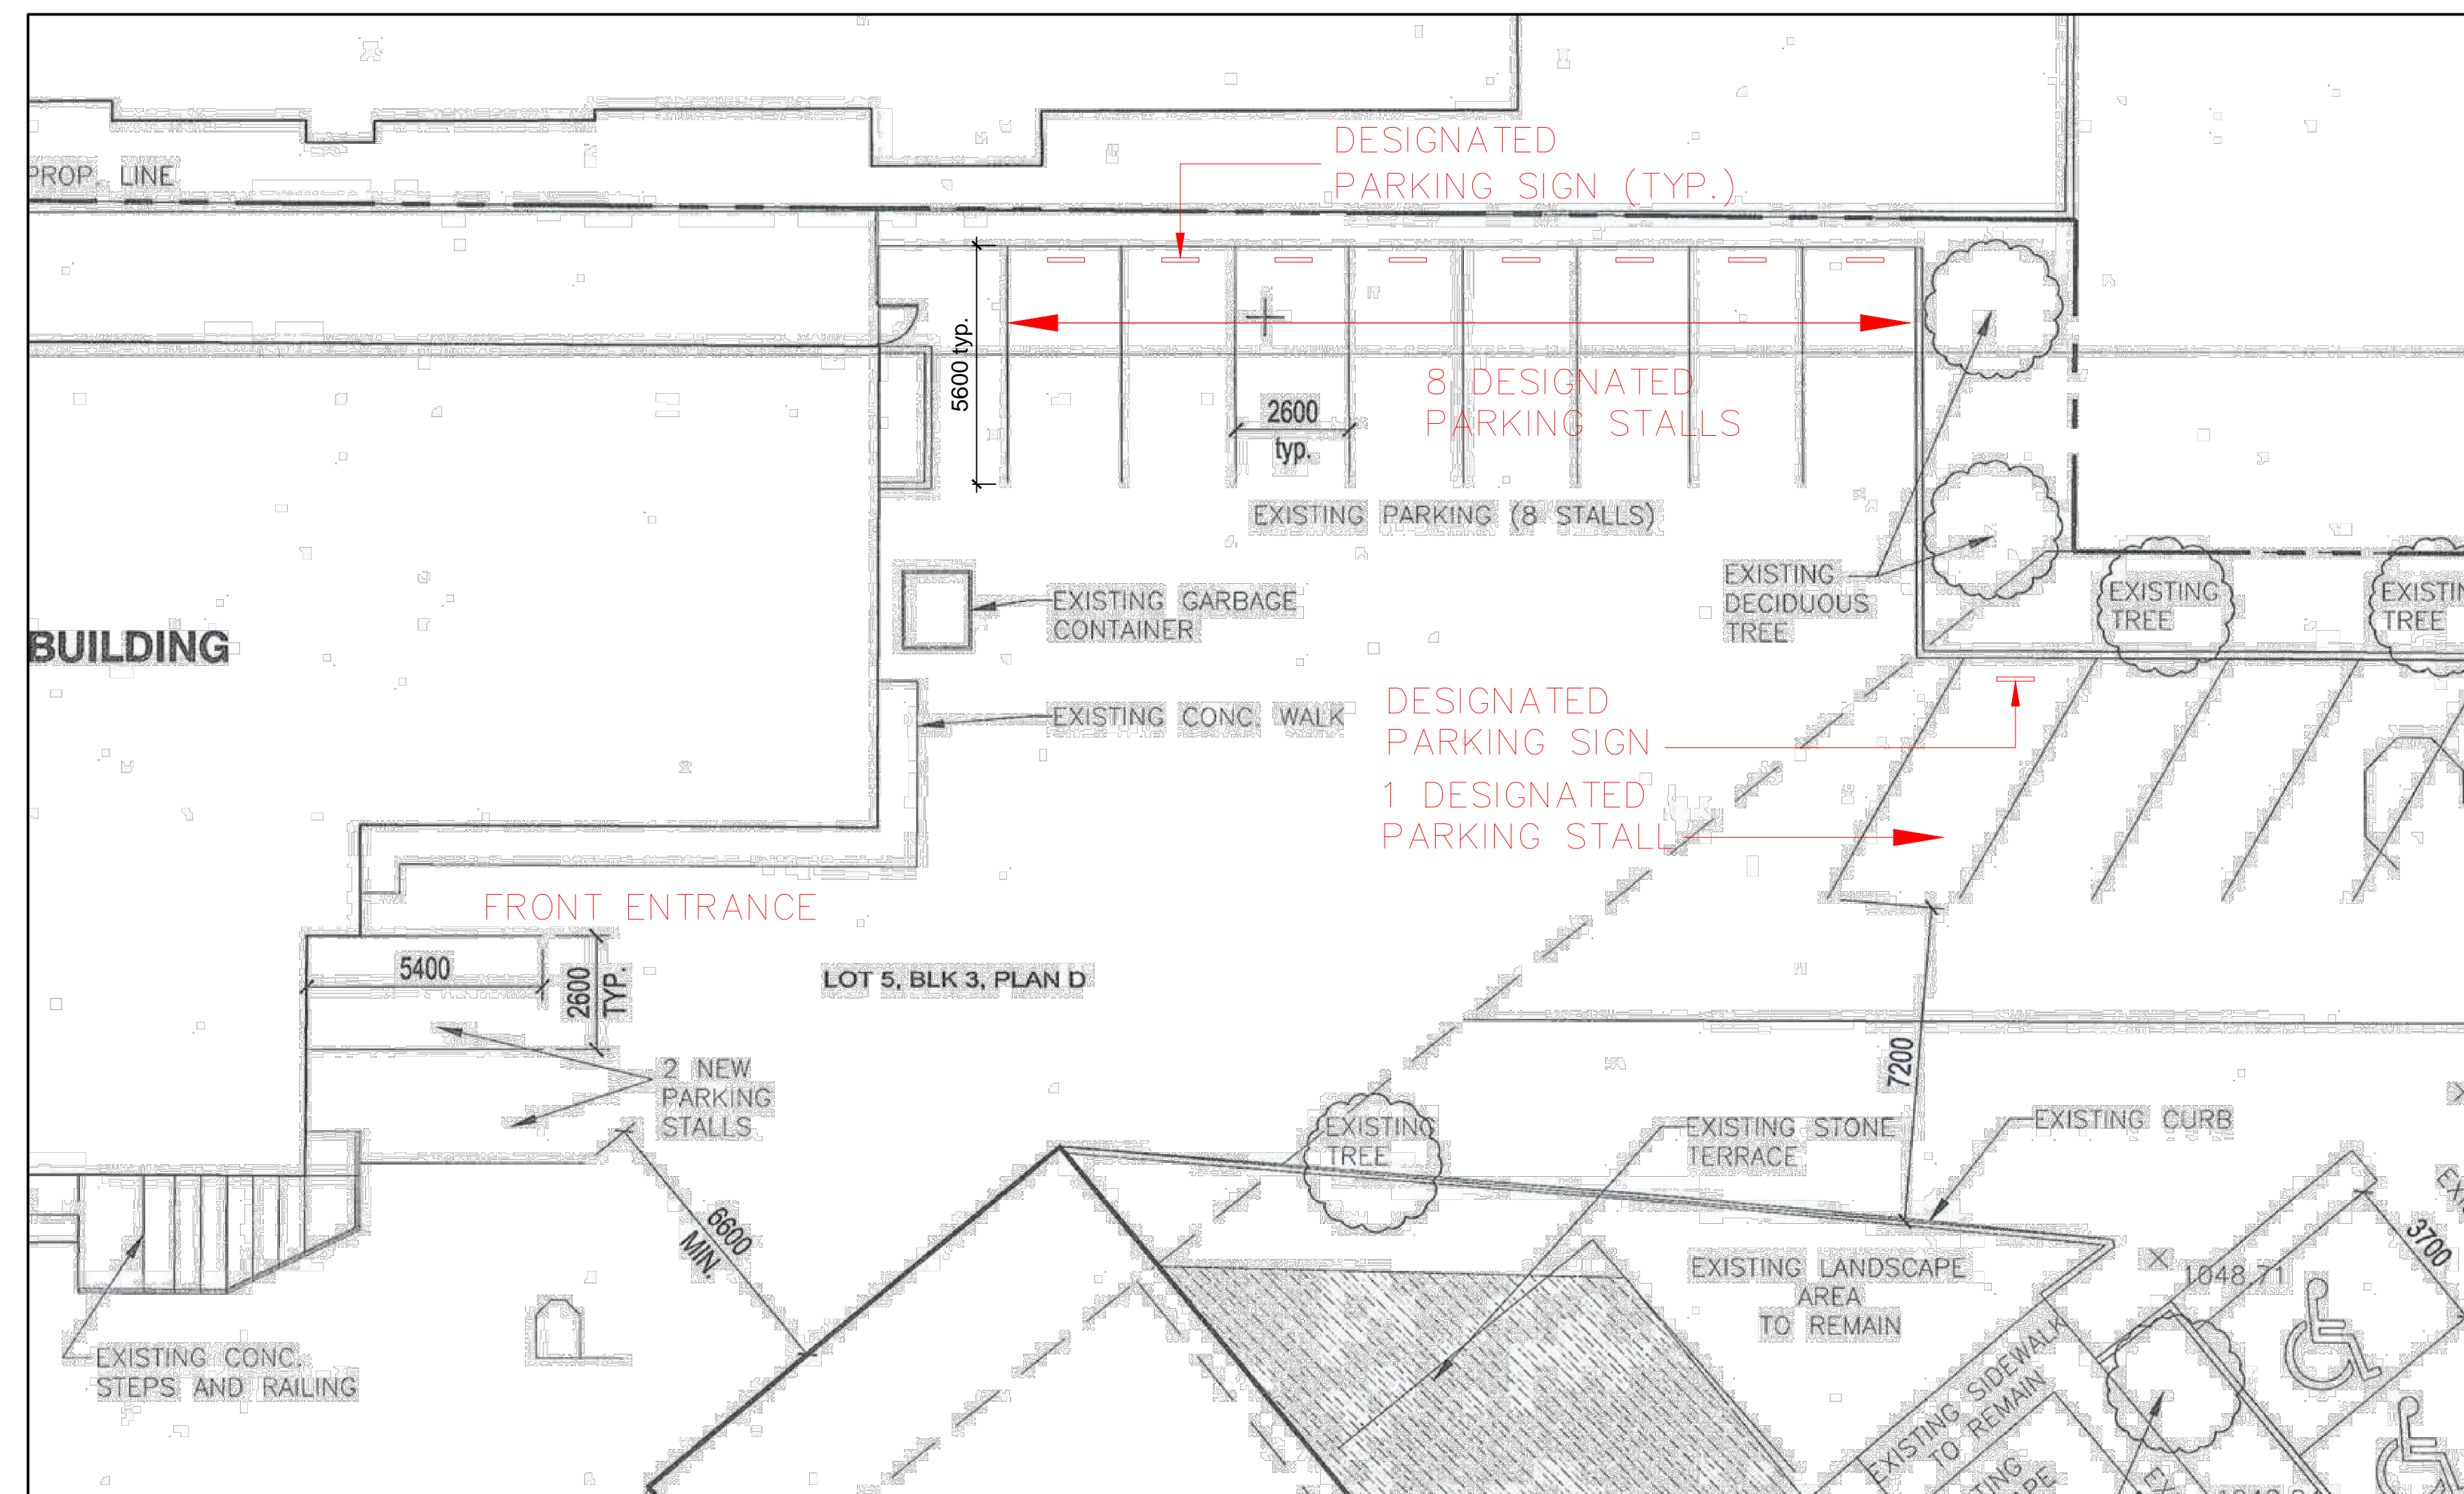 DESIGNATED
PARKING SIGN (TYP.)
PROP. LINE
5600 typ.
8 DESIGNATED
PARKING STALLS
2600
typ.
EXISTING PARKING (8 STALLS)
EXISTING GARBAGE
CONTAINER
EXISTING
DECIDUOUS
TREE
EXISTING
TREE
TREE
BUILDING
EXISTING CONC. WALK
DESIGNATED
PARKING SIGN
1 DESIGNATED
PARKING STALL
FRONT ENTRANCE
5400
2600
TYP.
LOT 5, BLK 3, PLAN D
2 NEW
PARKING
STALLS
7200
EXISTING
TREE
EXISTING STONE
TERRACE
EXISTING CURB
6600
MIN.
EXISTING LANDSCAPE
AREA
TO REMAIN
1048.71
3700
EXISTING CONC.
STEPS AND RAILING
EXISTING SIDEWALK
TO REMAIN